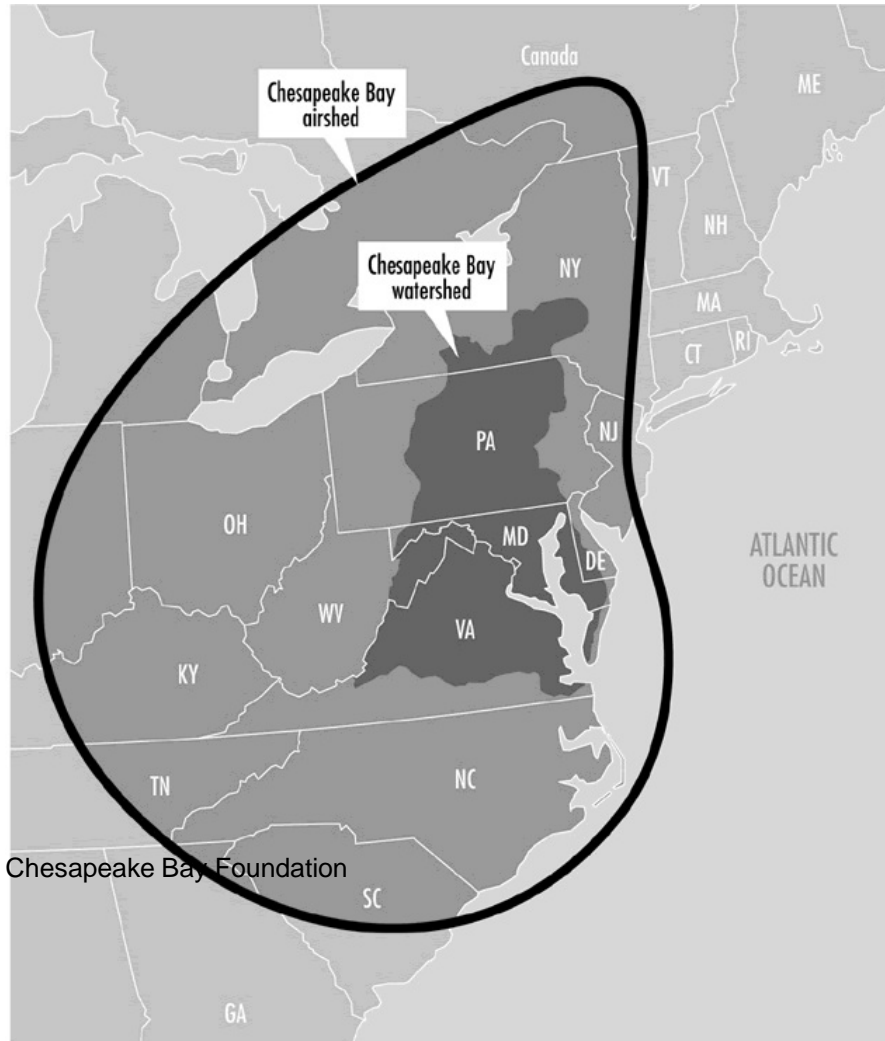 Canada
ME
Chesapeake Bay
airshed
VT
NH
Chesapeake Bay
watershed
NY
MA
CT
RI
PA
NJ
OH
MD
DE
ATLANTIC
OCEAN
WV
VA
KY
TN
NC
Chesapeake Bay Foundation
SC
GA